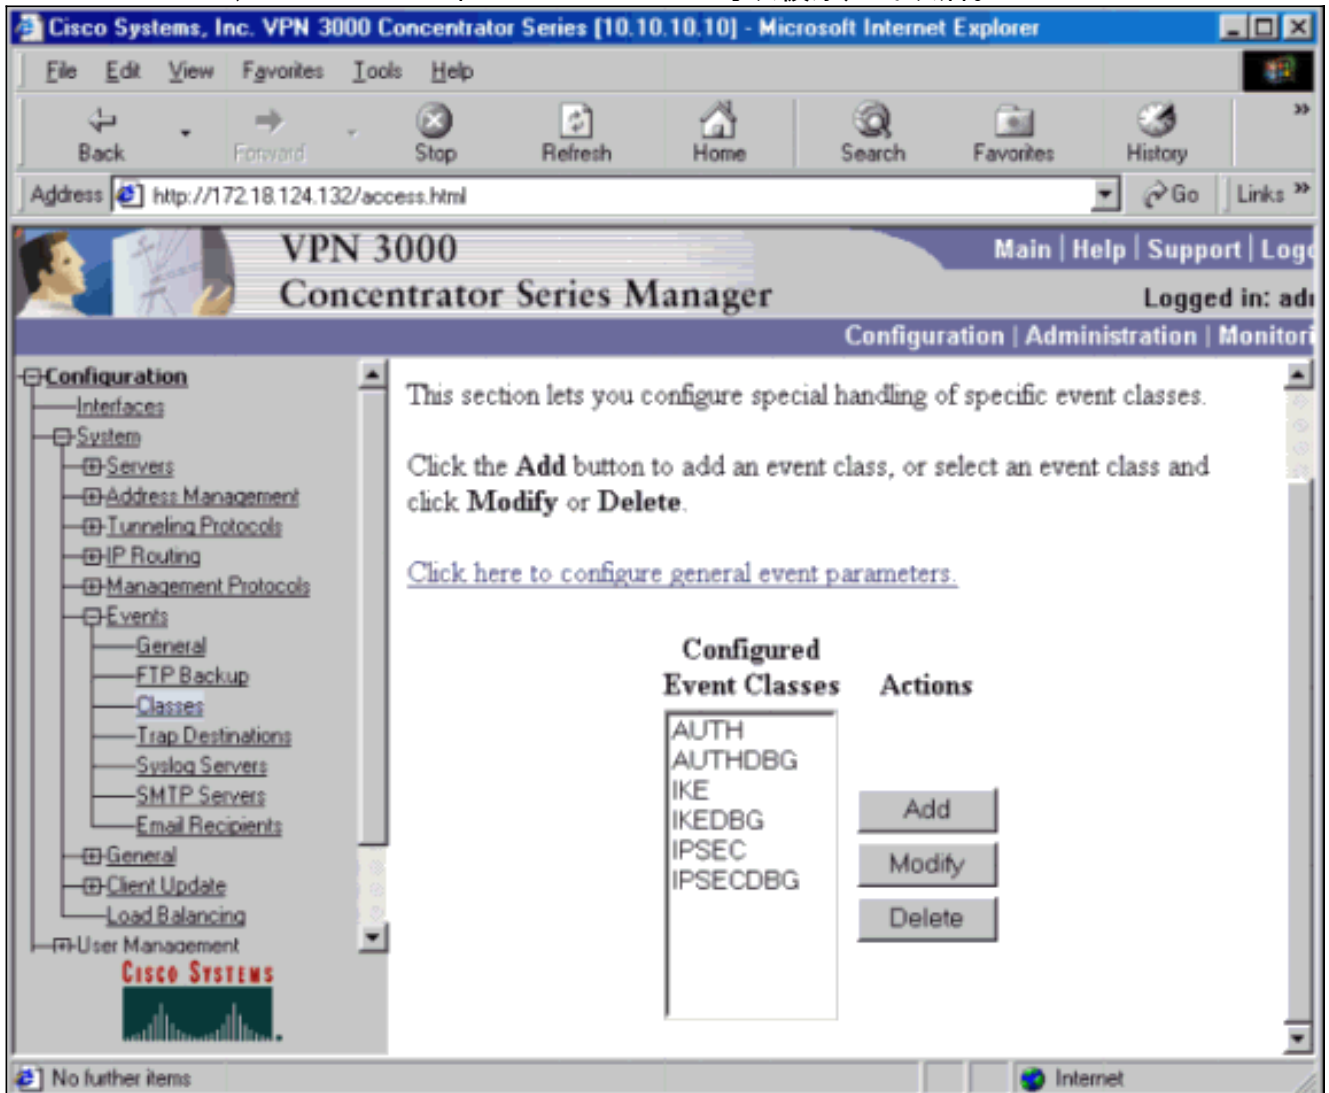 Cisco Systems, Inc. VPN 3000 Concentrator Series [10.10.10.10] - Microsoft Internet Explorer
File Edit View Favorites Tools Help
Back Forward Stop Refresh Home Search Favorites History »
Address http://172.18.124.132/access.html Go Links »
VPN 3000
Concentrator Series Manager
Main | Help | Support | Logo
Logged in: adm
Configuration | Administration | Monitori
Configuration
Interfaces
System
Servers
Address Management
Tunneling Protocols
IP Routing
Management Protocols
Events
General
FTP Backup
Classes
Trap Destinations
Syslog Servers
SMTP Servers
Email Recipients
General
Client Update
Load Balancing
User Management
CISCO SYSTEMS
This section lets you configure special handling of specific event classes.
Click the Add button to add an event class, or select an event class and
click Modify or Delete.
Click here to configure general event parameters.
Configured
Event Classes Actions
AUTH
AUTHDBG
IKE
IKEDBG
IPSEC
IPSECDBG
Add
Modify
Delete
No further items
Internet